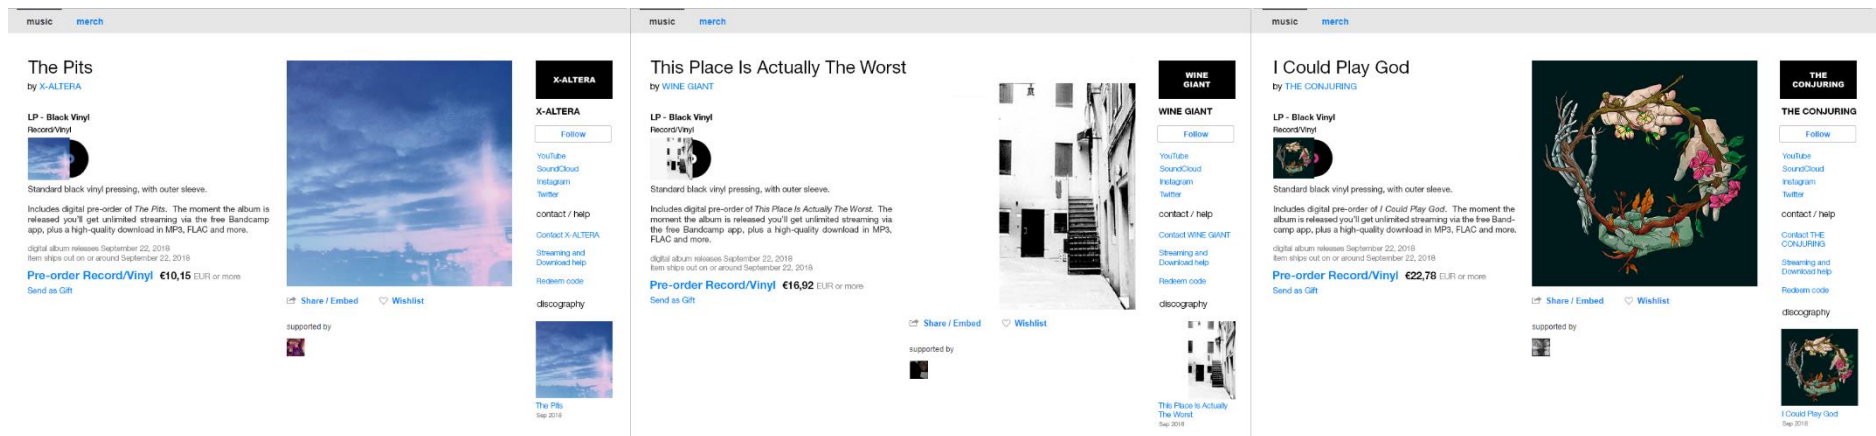 music merch
The Pits
by X-ALTERA
LP - Black Vinyl
Record/Vinyl
Standard black vinyl pressing, with outer sleeve.
Includes digital pre-order of The Pits. The moment the album is
released you'll get unlimited streaming via the free Bandcamp
app, plus a high-quality download in MP3, FLAC and more.
digital album releases September 22, 2018
item ships out on or around September 22, 2018
Pre-order Record/Vinyl €10,15 EUR or more
Send as Gift
Share / Embed Wishlist
supported by
X-ALTERA
X-ALTERA
Follow
YouTube
SoundCloud
Instagram
Twitter
contact / help
Contact X-ALTERA
Streaming and
Download help
Redeem code
discography
The Pits
Sep 2018
music merch
This Place Is Actually The Worst
by WINE GIANT
LP - Black Vinyl
Record/Vinyl
Standard black vinyl pressing, with outer sleeve.
Includes digital pre-order of This Place Is Actually The Worst. The
moment the album is released you'll get unlimited streaming via
the free Bandcamp app, plus a high-quality download in MP3,
FLAC and more.
digital album releases September 22, 2018
item ships out on or around September 22, 2018
Pre-order Record/Vinyl €16,92 EUR or more
Send as Gift
Share / Embed Wishlist
supported by
WINE
GIANT
WINE GIANT
Follow
YouTube
SoundCloud
Instagram
Twitter
contact / help
Contact WINE GIANT
Streaming and
Download help
Redeem code
discography
This Place Is Actually
The Worst
Sep 2018
music merch
I Could Play God
by THE CONJURING
LP - Black Vinyl
Record/Vinyl
Standard black vinyl pressing, with outer sleeve.
Includes digital pre-order of I Could Play God. The moment the
album is released you'll get unlimited streaming via the free Band-
camp app, plus a high-quality download in MP3, FLAC and more.
digital album releases September 22, 2018
item ships out on or around September 22, 2018
Pre-order Record/Vinyl €22,78 EUR or more
Send as Gift
Share / Embed Wishlist
supported by
THE
CONJURING
THE CONJURING
Follow
YouTube
SoundCloud
Instagram
Twitter
contact / help
Contact THE
CONJURING
Streaming and
Download help
Redeem code
discography
I Could Play God
Sep 2018